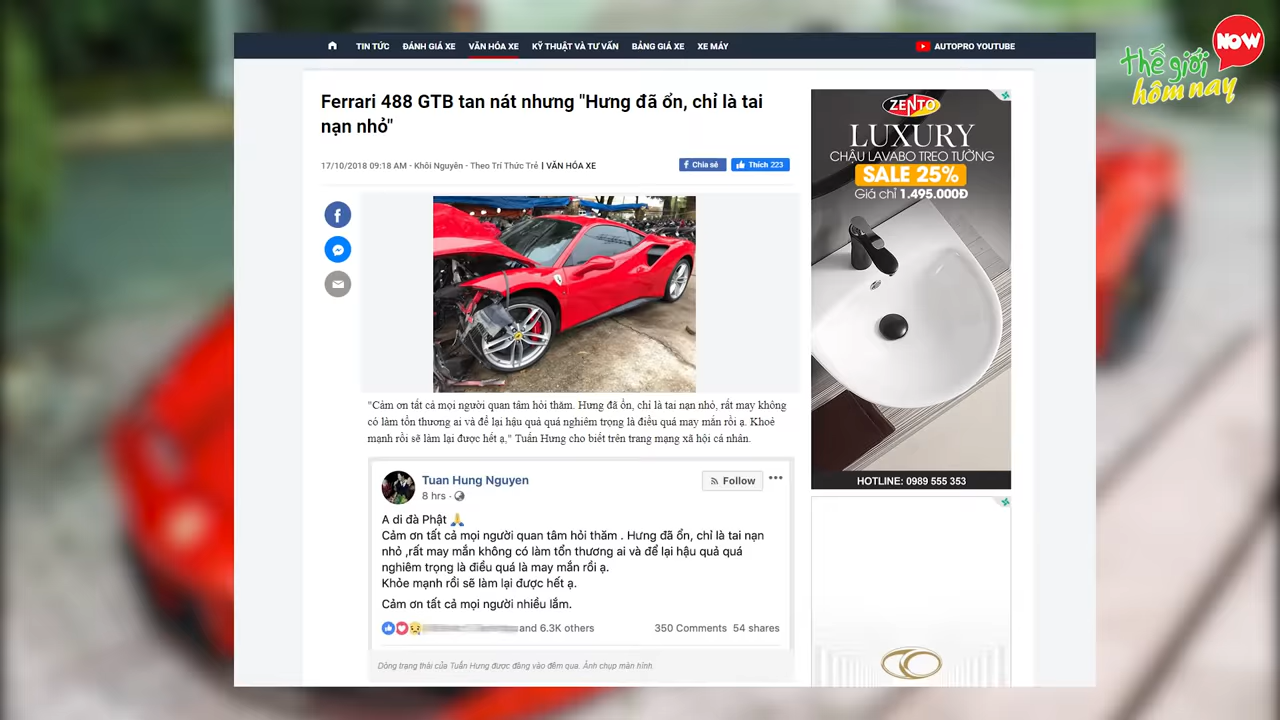 NOW
thế giới
hôm nay
TIN TỨC ĐÁNH GIÁ XE VĂN HÓA XE KỸ THUẬT VÀ TƯ VẤN BẢNG GIÁ XE XE MÁY AUTOPRO YOUTUBE
Ferrari 488 GTB tan nát nhưng "Hưng đã ổn, chỉ là tai
nạn nhỏ"
17/10/2018 09:18 AM - Khôi Nguyên - Theo Trí Thức Trẻ | VĂN HÓA XE
Chia sẻ Thích 223
"Cảm ơn tất cả mọi người quan tâm hỏi thăm. Hưng đã ổn, chỉ là tai nạn nhỏ, rất may không
có làm tổn thương ai và để lại hậu quả quá nghiêm trọng là điều quá may mắn rồi ạ. Khoẻ
mạnh rồi sẽ làm lại được hết ạ," Tuấn Hưng cho biết trên trang mạng xã hội cá nhân.
Tuan Hung Nguyen
Follow
8 hrs ·
A di đà Phật 🙏
Cảm ơn tất cả mọi người quan tâm hỏi thăm . Hưng đã ổn, chỉ là tai nạn
nhỏ ,rất may mắn không có làm tổn thương ai và để lại hậu quả quá
nghiêm trọng là điều quá là may mắn rồi ạ.
Khỏe mạnh rồi sẽ làm lại được hết ạ.
Cảm ơn tất cả mọi người nhiều lắm.
and 6.3K others 350 Comments 54 shares
Dòng trạng thái của Tuấn Hưng được đăng vào đêm qua. Ảnh chụp màn hình
ZENTO
LUXURY
CHẬU LAVABO TREO TƯỜNG
SALE 25%
Giá chỉ 1.495.000Đ
HOTLINE: 0989 555 353